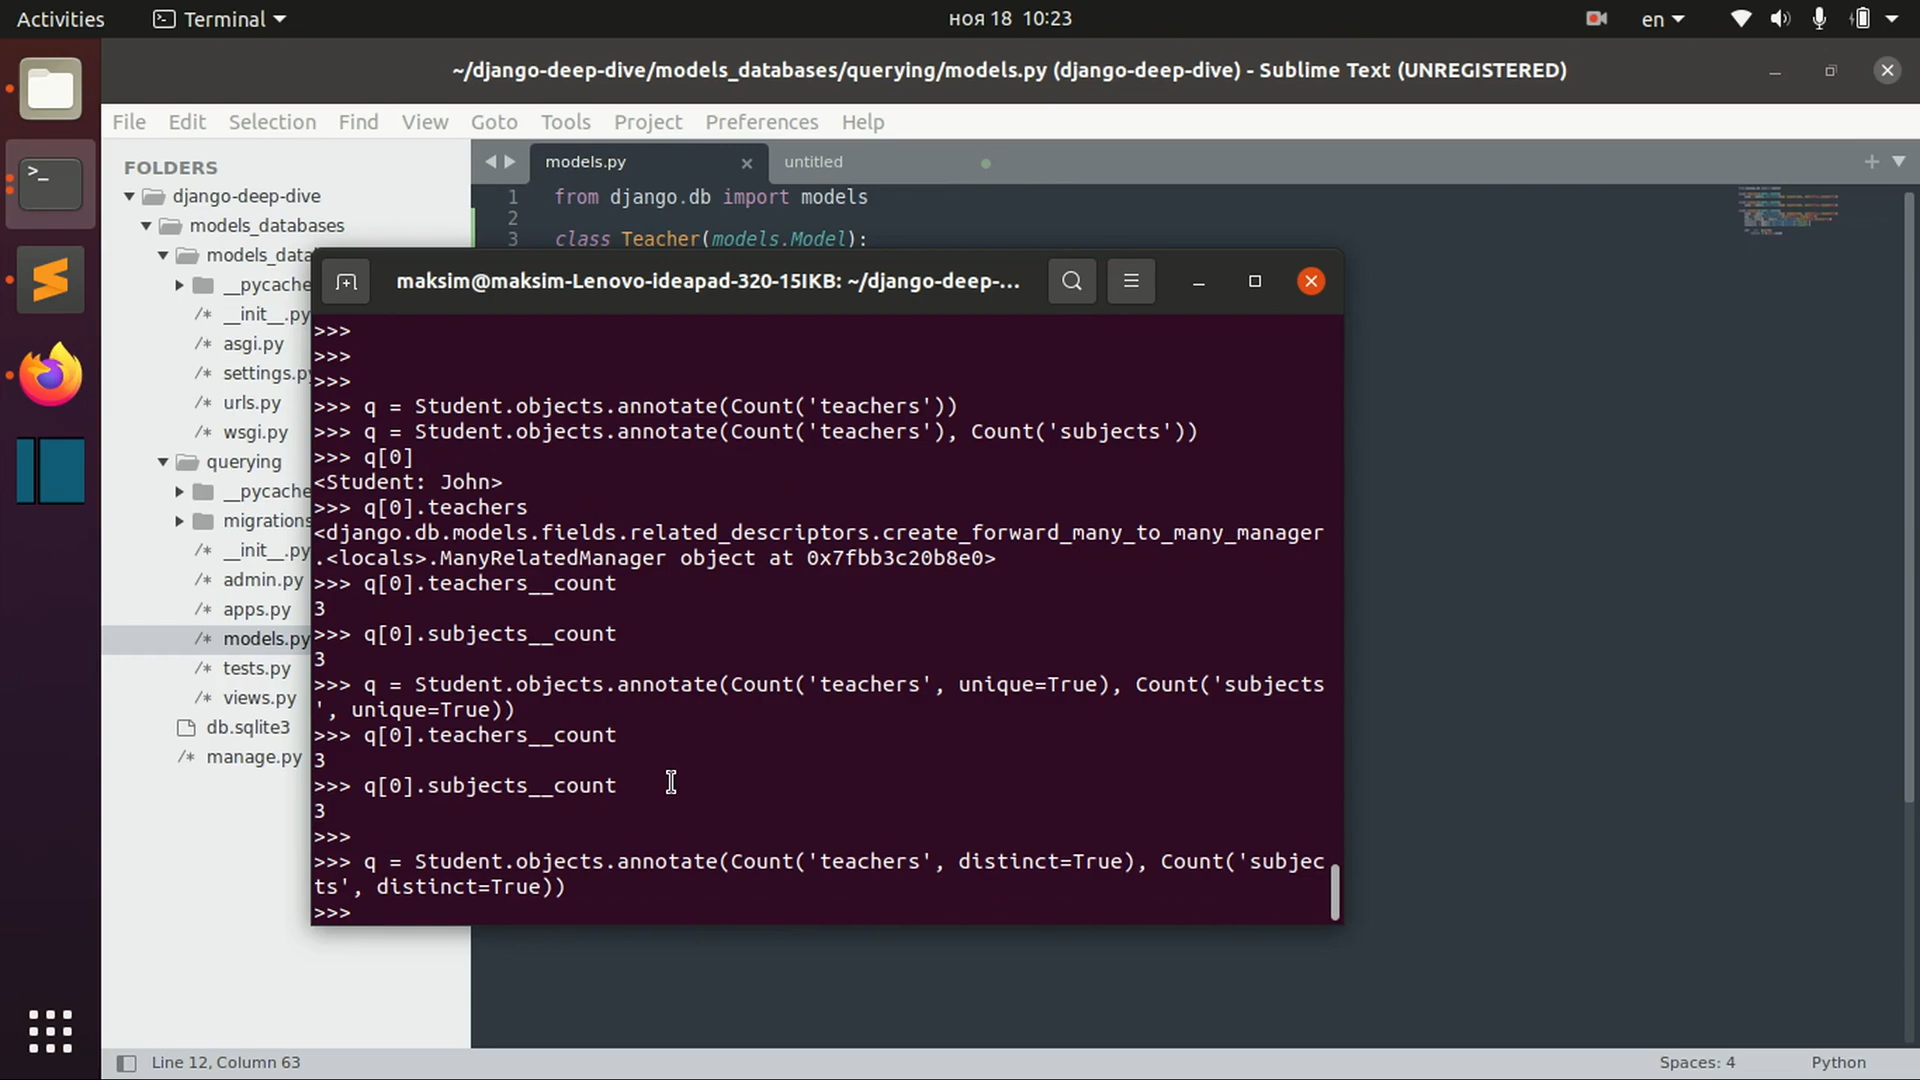 Activities
Terminal
ноя 18 10:23
en
~/django-deep-dive/models_databases/querying/models.py (django-deep-dive) - Sublime Text (UNREGISTERED)
File Edit Selection Find View Goto Tools Project Preferences Help
FOLDERS
django-deep-dive
models_databases
models_data
__pycache
/* __init__.py
/* asgi.py
/* settings.py
/* urls.py
/* wsgi.py
querying
__pycache
migrations
/* __init__.py
/* admin.py
/* apps.py
/* models.py
/* tests.py
/* views.py
db.sqlite3
/* manage.py
models.py
untitled
1 from django.db import models
2
3 class Teacher(models.Model):
maksim@maksim-Lenovo-ideapad-320-15IKB: ~/django-deep-...
>>>
>>>
>>>
>>> q = Student.objects.annotate(Count('teachers'))
>>> q = Student.objects.annotate(Count('teachers'), Count('subjects'))
>>> q[0]
<Student: John>
>>> q[0].teachers
<django.db.models.fields.related_descriptors.create_forward_many_to_many_manager
.<locals>.ManyRelatedManager object at 0x7fbb3c20b8e0>
>>> q[0].teachers__count
3
>>> q[0].subjects__count
3
>>> q = Student.objects.annotate(Count('teachers', unique=True), Count('subjects
', unique=True))
>>> q[0].teachers__count
3
>>> q[0].subjects__count
3
>>>
>>> q = Student.objects.annotate(Count('teachers', distinct=True), Count('subjec
ts', distinct=True))
>>>
Line 12, Column 63
Spaces: 4
Python